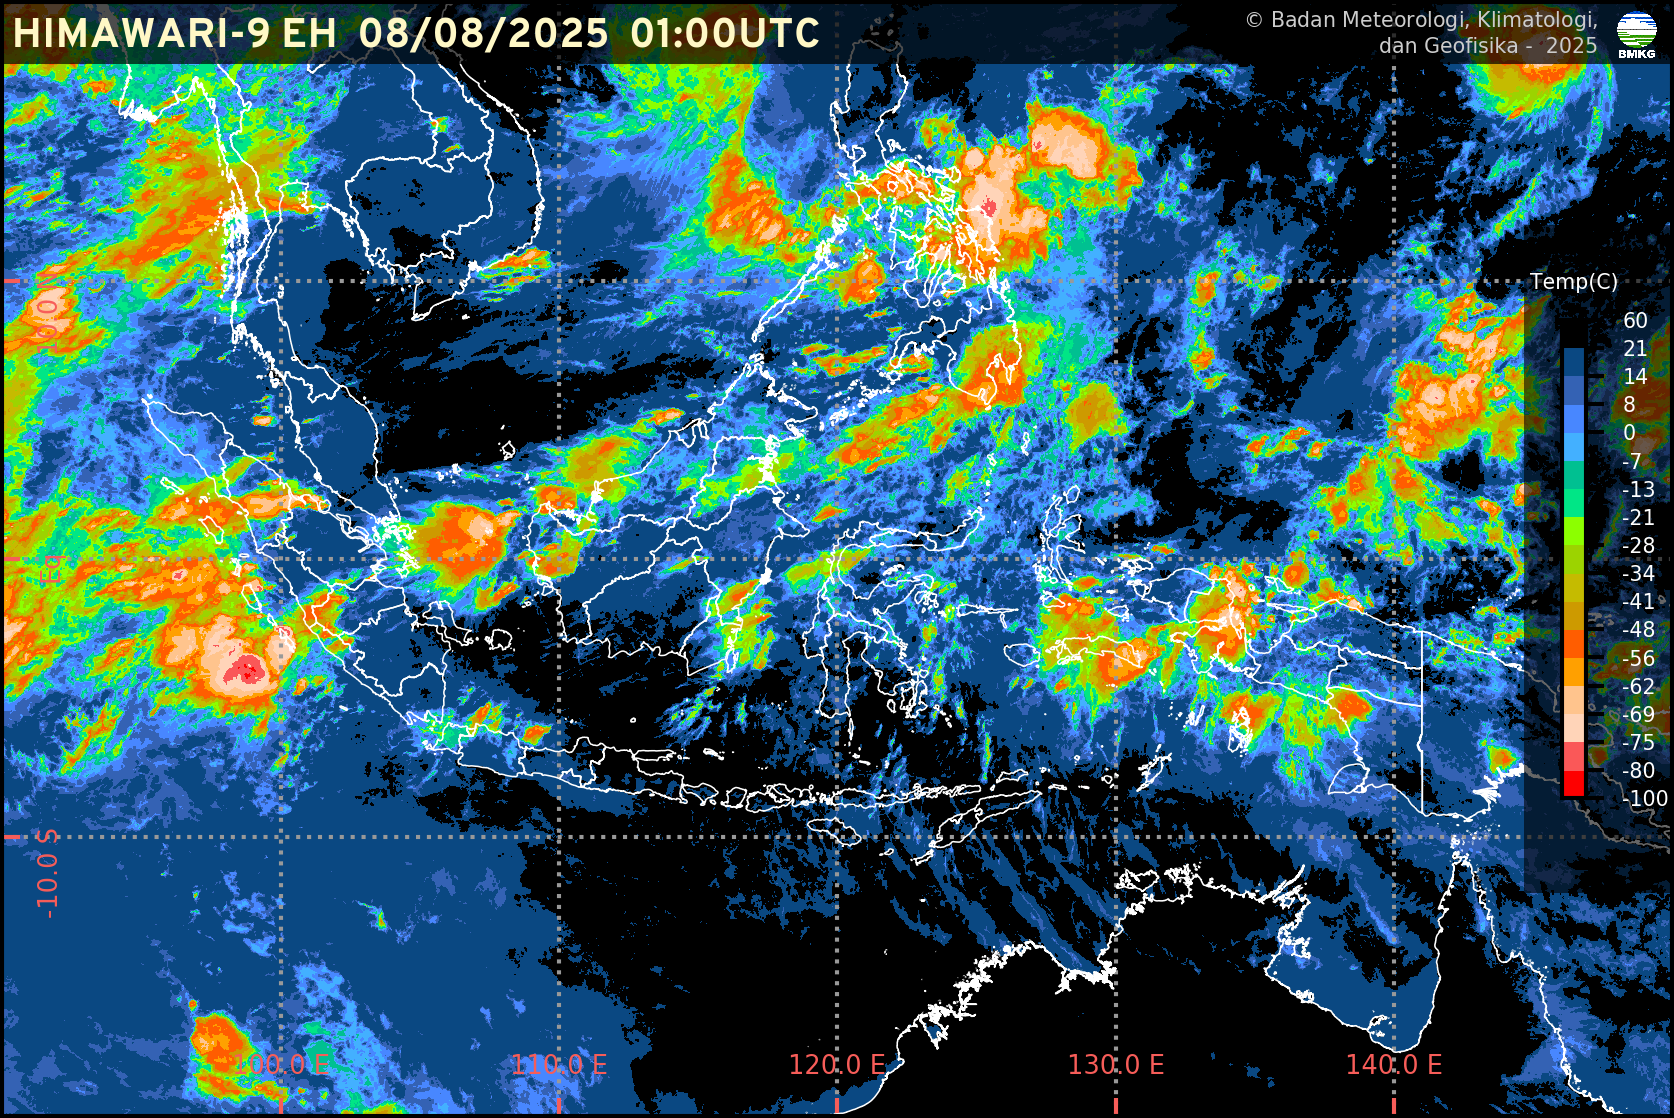 HIMAWARI-9 EH 08/08/2025 01:00UTC
© Badan Meteorologi, Klimatologi,
dan Geofisika - 2025
BMKG
Temp(C)
60
21
14
8
0
-7
-13
-21
-28
-34
-41
-48
-56
-62
-69
-75
-80
-100
Eq
-10.0 S
100.0 E
110.0 E
120.0 E
130.0 E
140.0 E